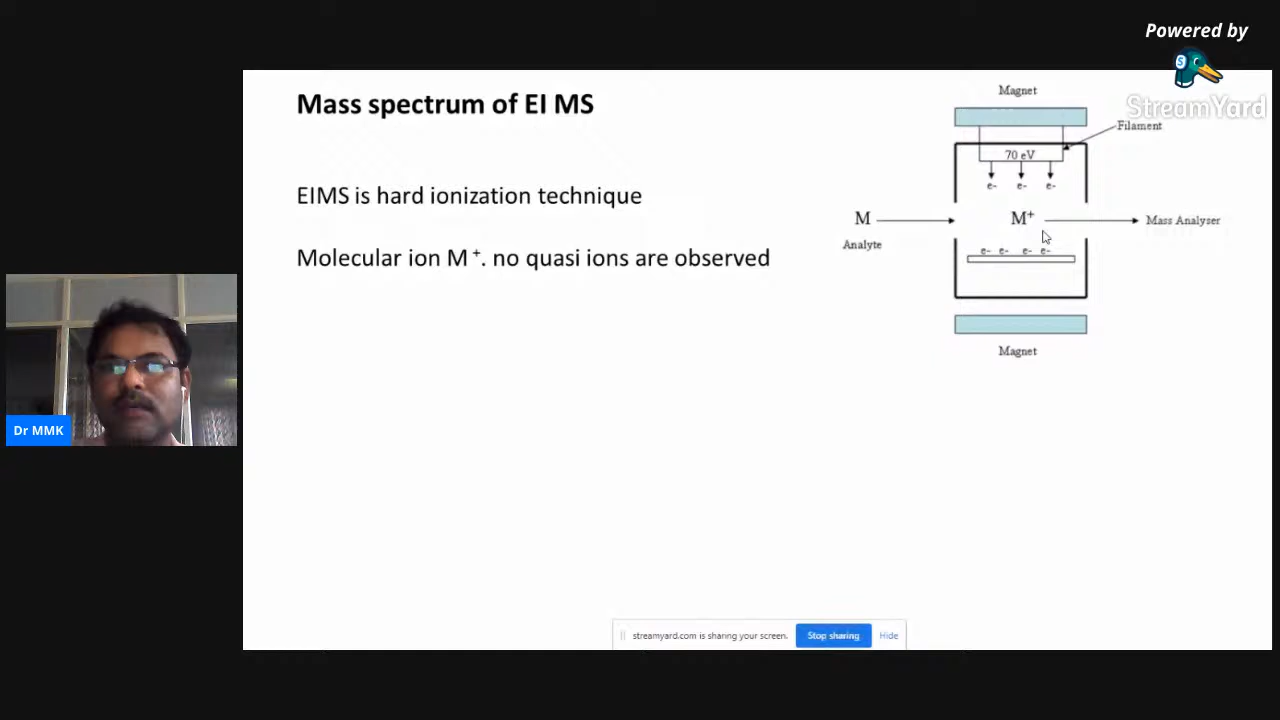 Powered by
StreamYard
Mass spectrum of EI MS
EIMS is hard ionization technique
Molecular ion M⁺. no quasi ions are observed
Magnet
Filament
70 eV
e- e- e-
M M⁺ Mass Analyser
Analyte
e- e- e- e-
Magnet
Dr MMK
streamyard.com is sharing your screen. Stop sharing Hide